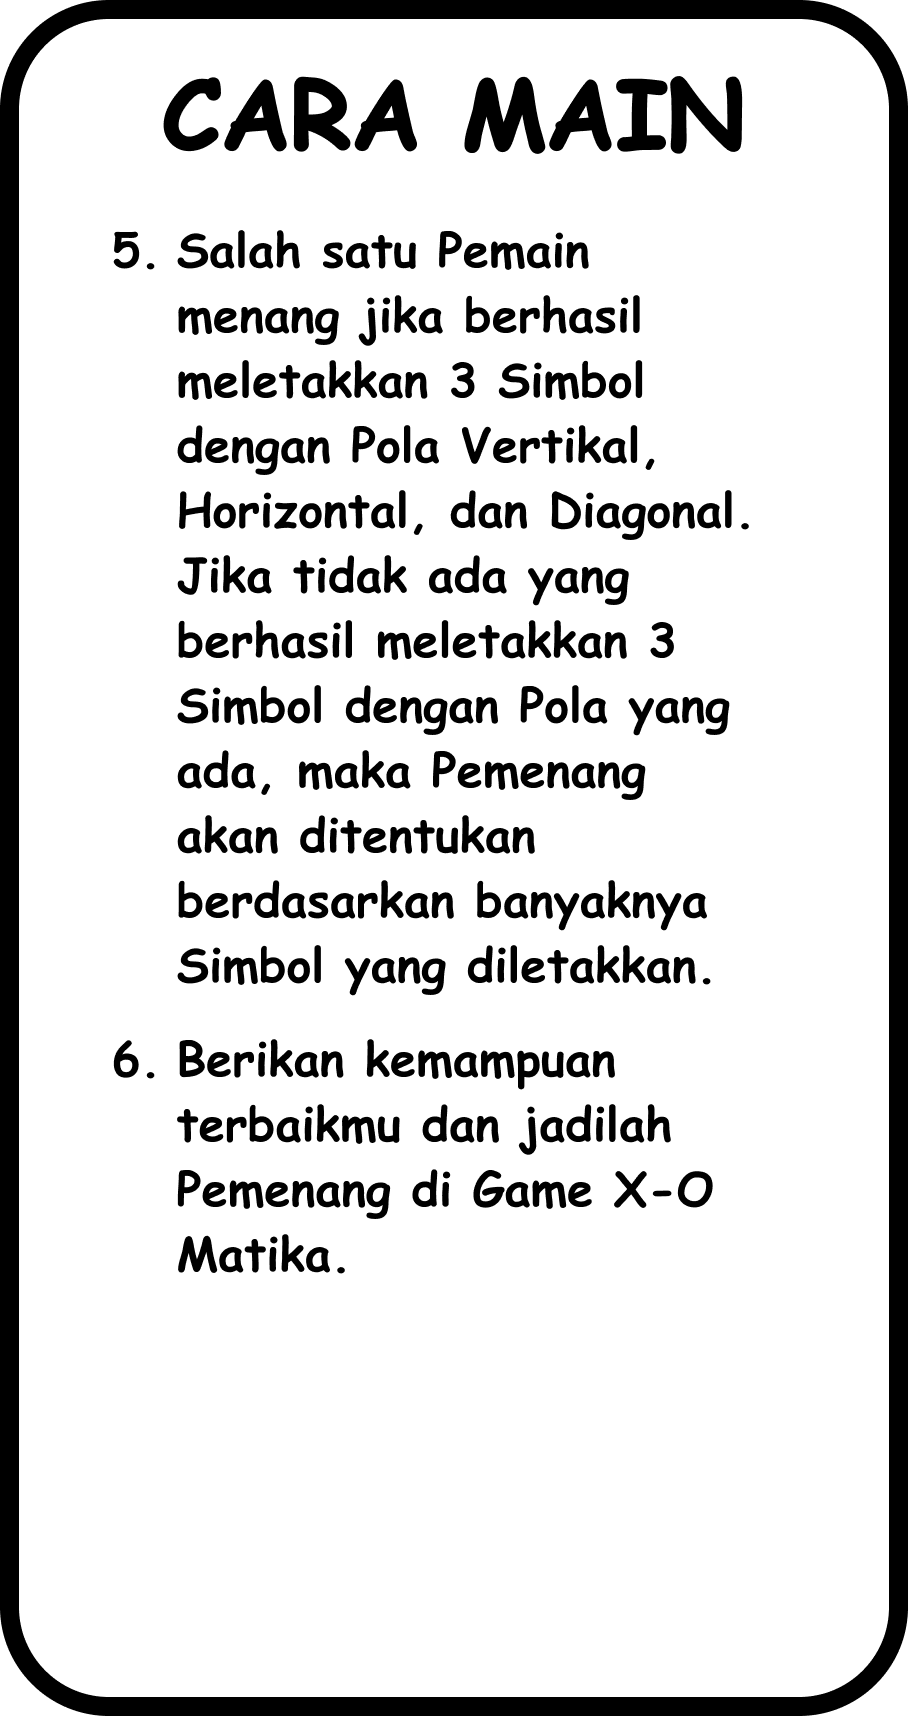 CARA MAIN
5. Salah satu Pemain
menang jika berhasil
meletakkan 3 Simbol
dengan Pola Vertikal,
Horizontal, dan Diagonal.
Jika tidak ada yang
berhasil meletakkan 3
Simbol dengan Pola yang
ada, maka Pemenang
akan ditentukan
berdasarkan banyaknya
Simbol yang diletakkan.
6. Berikan kemampuan
terbaikmu dan jadilah
Pemenang di Game X-O
Matika.